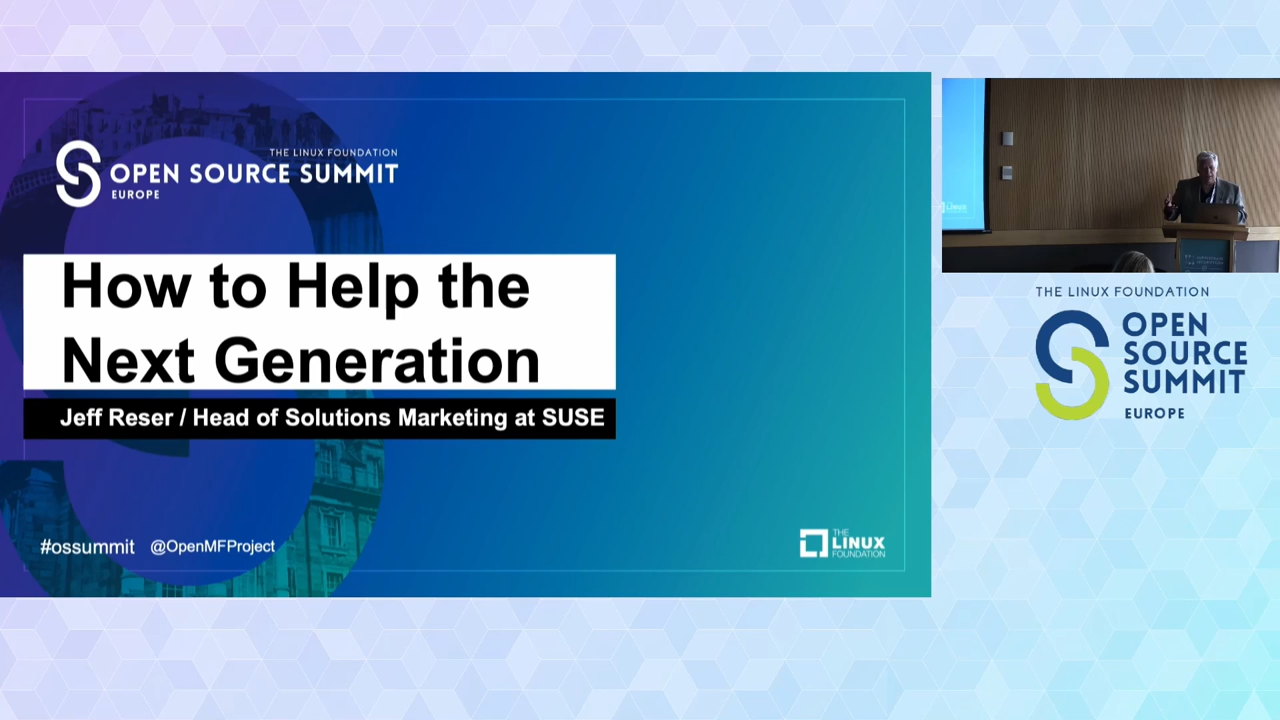 THE LINUX FOUNDATION
OPEN SOURCE SUMMIT
EUROPE
How to Help the
Next Generation
Jeff Reser / Head of Solutions Marketing at SUSE
#ossummit @OpenMFProject
THE
LINUX
FOUNDATION
THE LINUX FOUNDATION
OPEN
SOURCE
SUMMIT
EUROPE